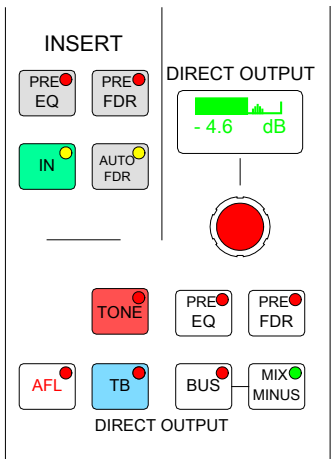 INSERT
PRE
EQ
PRE
FDR
DIRECT OUTPUT
- 4.6 dB
IN
AUTO
FDR
TONE
PRE
EQ
PRE
FDR
AFL
TB
BUS
MIX
MINUS
DIRECT OUTPUT